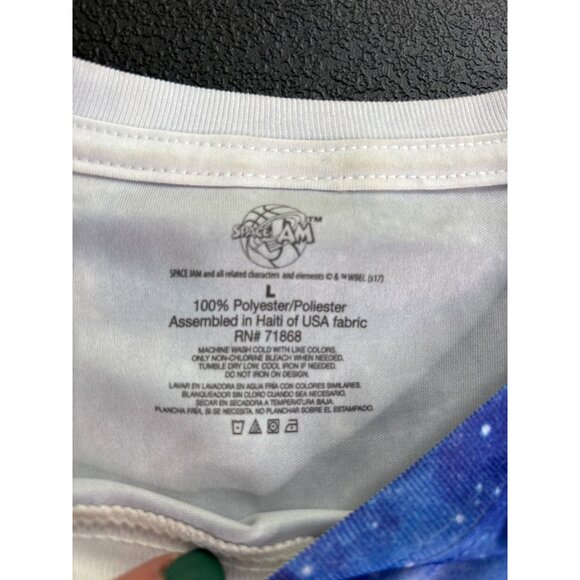 SPACE JAM™
SPACE JAM and all related characters and elements © & ™ WBEI. (s17)
L
100% Polyester/Poliester
Assembled in Haiti of USA fabric
RN# 71868
MACHINE WASH COLD WITH LIKE COLORS.
ONLY NON-CHLORINE BLEACH WHEN NEEDED.
TUMBLE DRY LOW. COOL IRON IF NEEDED.
DO NOT IRON ON DESIGN.
LAVAR EN LAVADORA EN AGUA FRÍA CON COLORES SIMILARES.
BLANQUEADOR SIN CLORO CUANDO SEA NECESARIO.
SECAR EN SECADORA A TEMPERATURA BAJA.
PLANCHA FRÍA, SI SE NECESITA. NO PLANCHAR SOBRE EL ESTAMPADO.